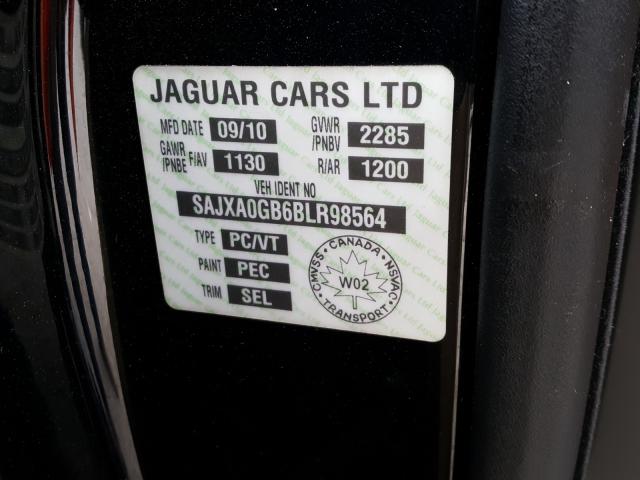 JAGUAR CARS LTD
MFD DATE 09/10 GVWR /PNBV 2285
GAWR /PNBE F/AV 1130 R/AR 1200
VEH IDENT NO
SAJXA0GB6BLR98564
TYPE PC/VT
PAINT PEC
TRIM SEL
CMVSS • CANADA • NSVAC • TRANSPORT •
W02